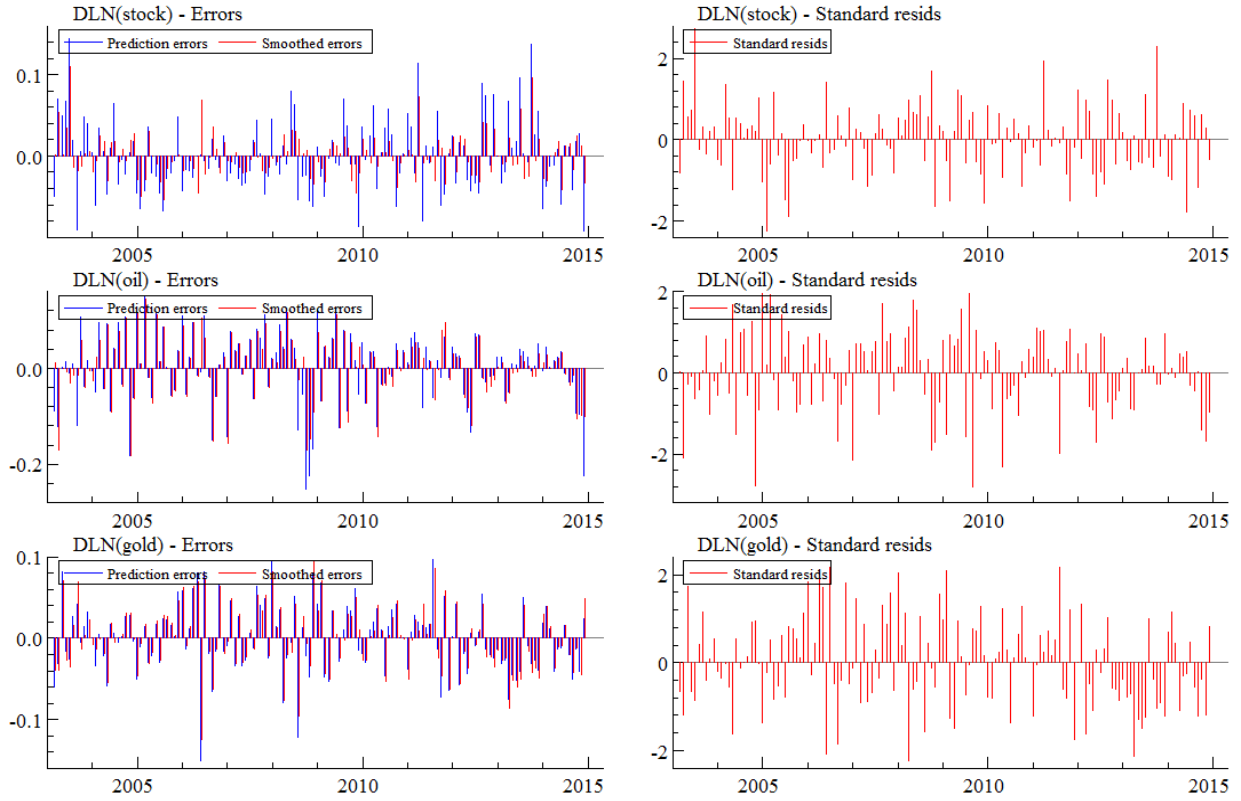 DLN(stock) - Errors
Prediction errors Smoothed errors
0.1
0.0
2005 2010 2015
DLN(stock) - Standard resids
Standard resids
2
0
-2
2005 2010 2015
DLN(oil) - Errors
Prediction errors Smoothed errors
0.0
-0.2
2005 2010 2015
DLN(oil) - Standard resids
Standard resids
2
0
-2
2005 2010 2015
DLN(gold) - Errors
0.1
Prediction errors Smoothed errors
0.0
-0.1
2005 2010 2015
DLN(gold) - Standard resids
Standard resids
2
0
-2
2005 2010 2015